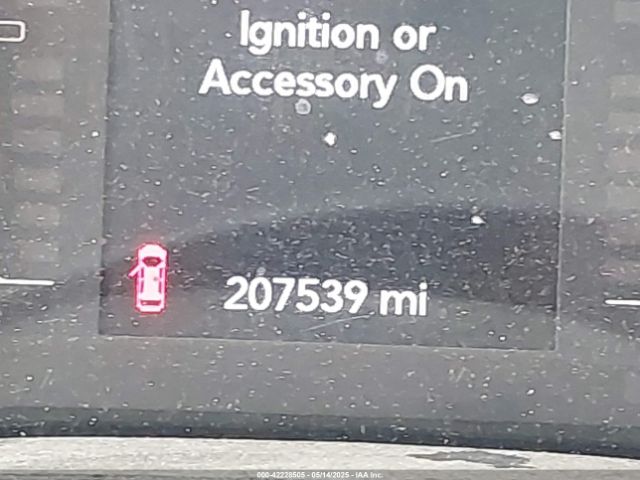 Ignition or
Accessory On
207539 mi
000-42228505 - 05/14/2025 - IAA Inc.